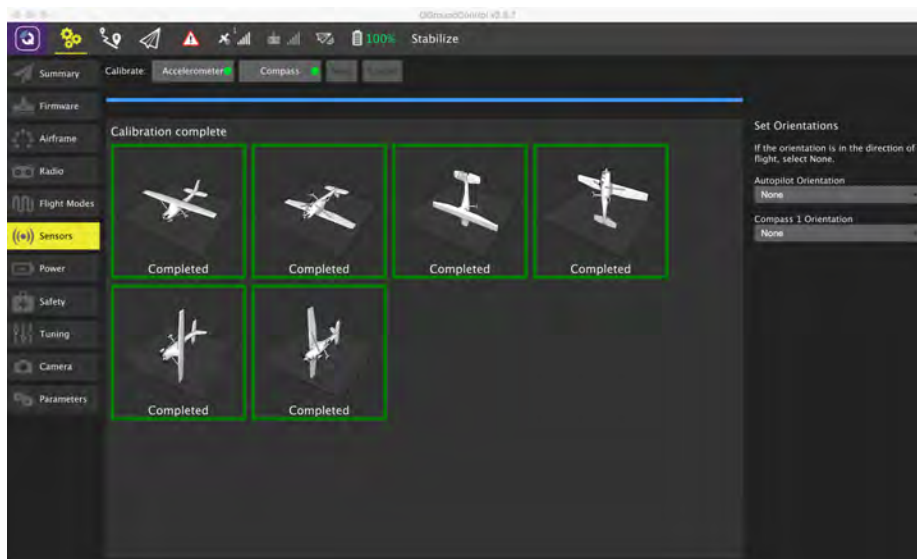 100% Stabilize
Summary
Calibrate: Accelerometer Compass
Firmware
Calibration complete
Set Orientations
If the orientation is in the direction of
flight, select None.
Airframe
Radio
Autopilot Orientation
None
Flight Modes
Compass 1 Orientation
None
Sensors
Power
Completed Completed Completed Completed
Safety
Tuning
Camera
Parameters
Completed Completed